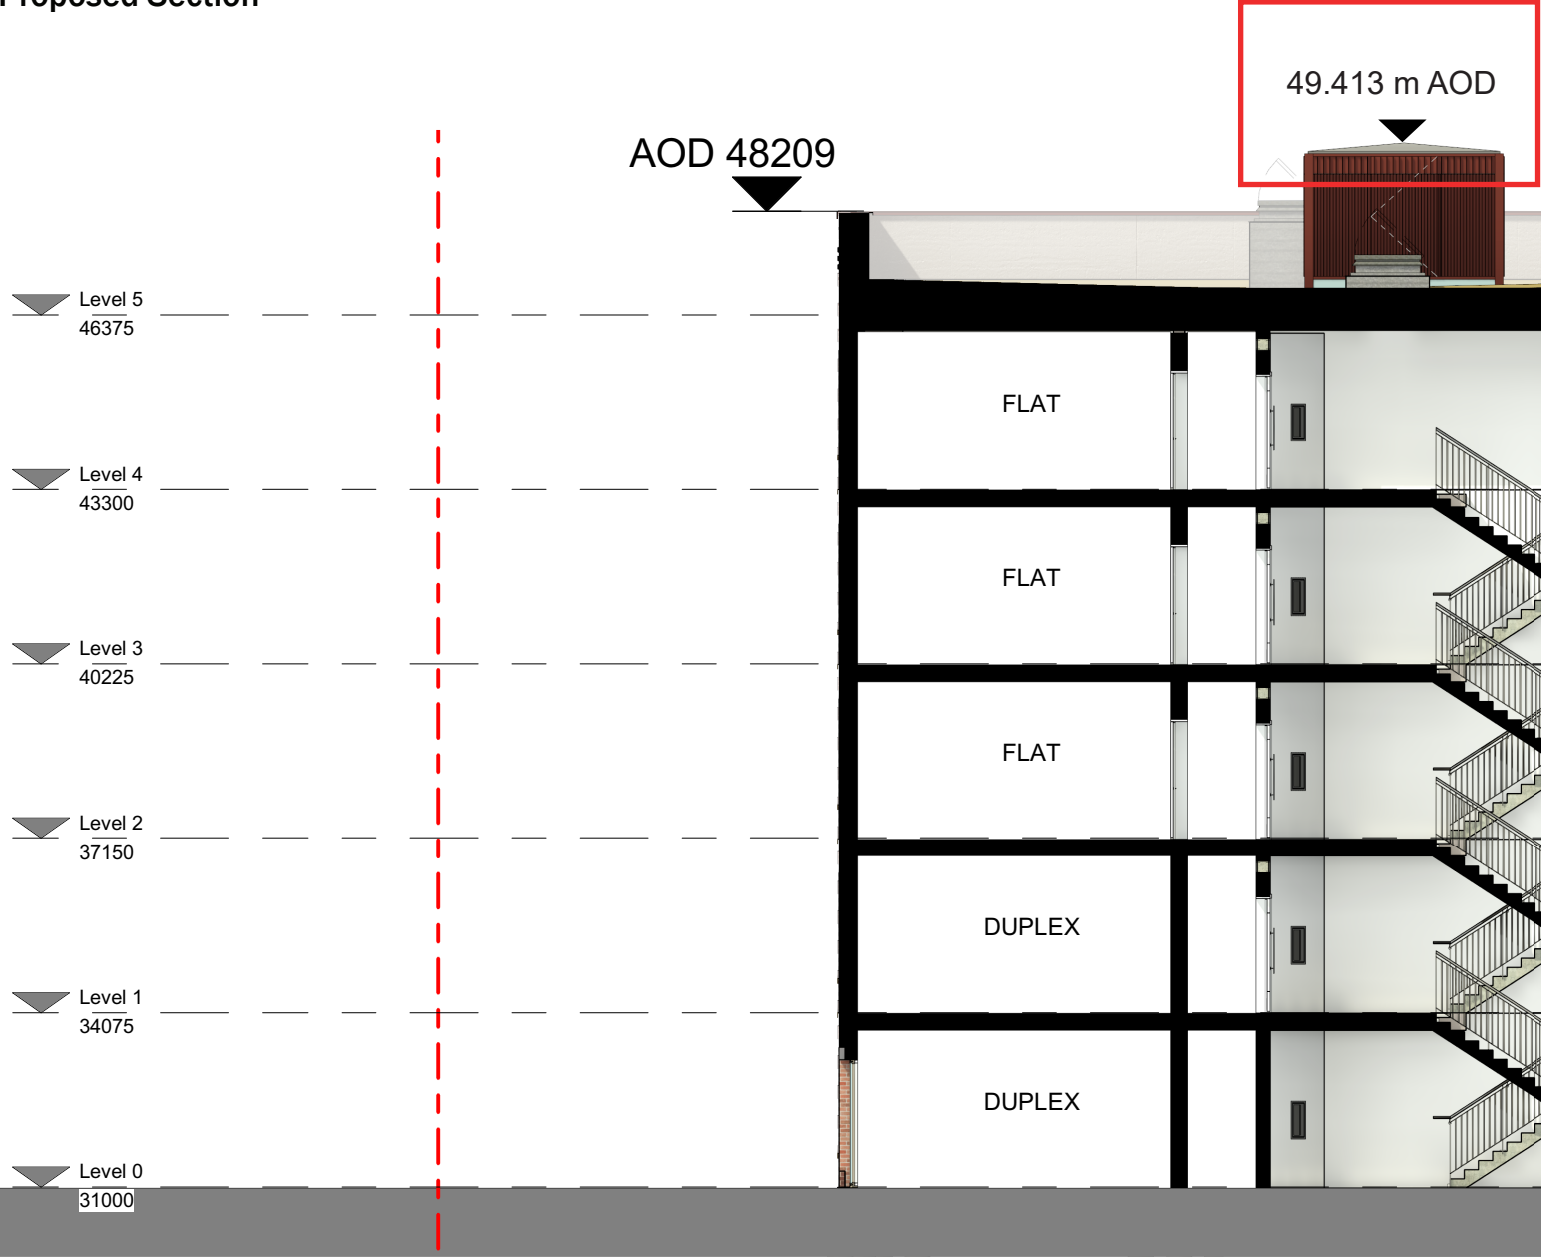 Proposed Section
49.413 m AOD
AOD 48209
Level 5
46375
FLAT
Level 4
43300
FLAT
Level 3
40225
FLAT
Level 2
37150
DUPLEX
Level 1
34075
DUPLEX
Level 0
31000